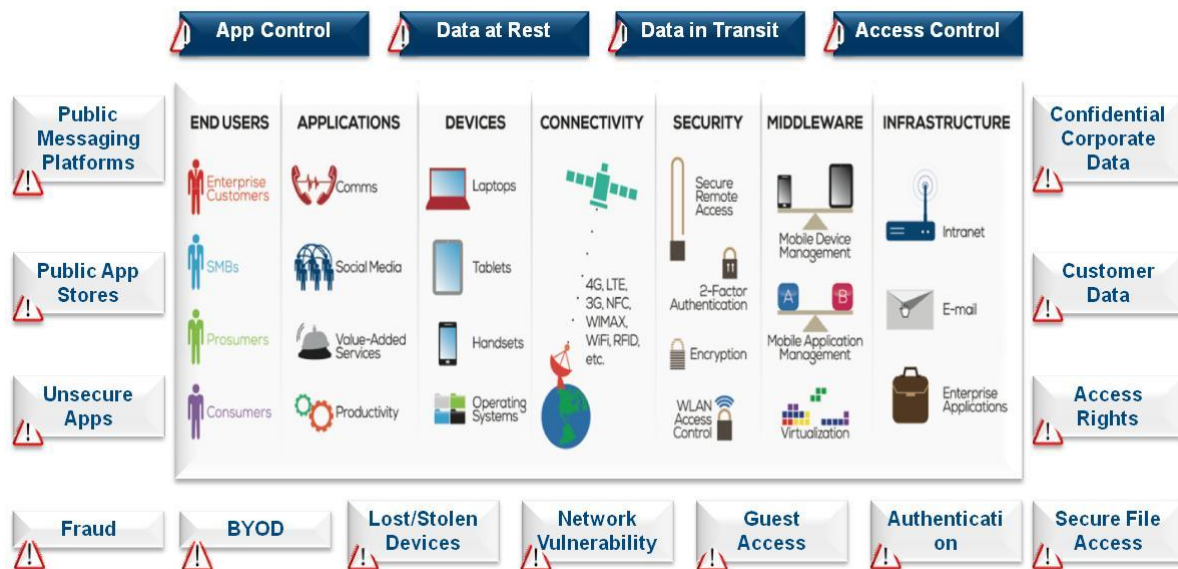 App Control
Data at Rest
Data in Transit
Access Control
Public
Messaging
Platforms
Public App
Stores
Unsecure
Apps
END USERS
Enterprise
Customers
SMBs
Prosumers
Consumers
APPLICATIONS
Comms
Social Media
Value-Added
Services
Productivity
DEVICES
Laptops
Tablets
Handsets
Operating
Systems
CONNECTIVITY
4G, LTE,
3G, NFC,
WIMAX,
WiFi, RFID,
etc.
SECURITY
Secure
Remote
Access
2-Factor
Authentication
Encryption
WLAN
Access
Control
MIDDLEWARE
Mobile Device
Management
A
B
Mobile Application
Management
Virtualization
INFRASTRUCTURE
Intranet
E-mail
Enterprise
Applications
Confidential
Corporate
Data
Customer
Data
Access
Rights
Fraud
BYOD
Lost/Stolen
Devices
Network
Vulnerability
Guest
Access
Authenticati
on
Secure File
Access